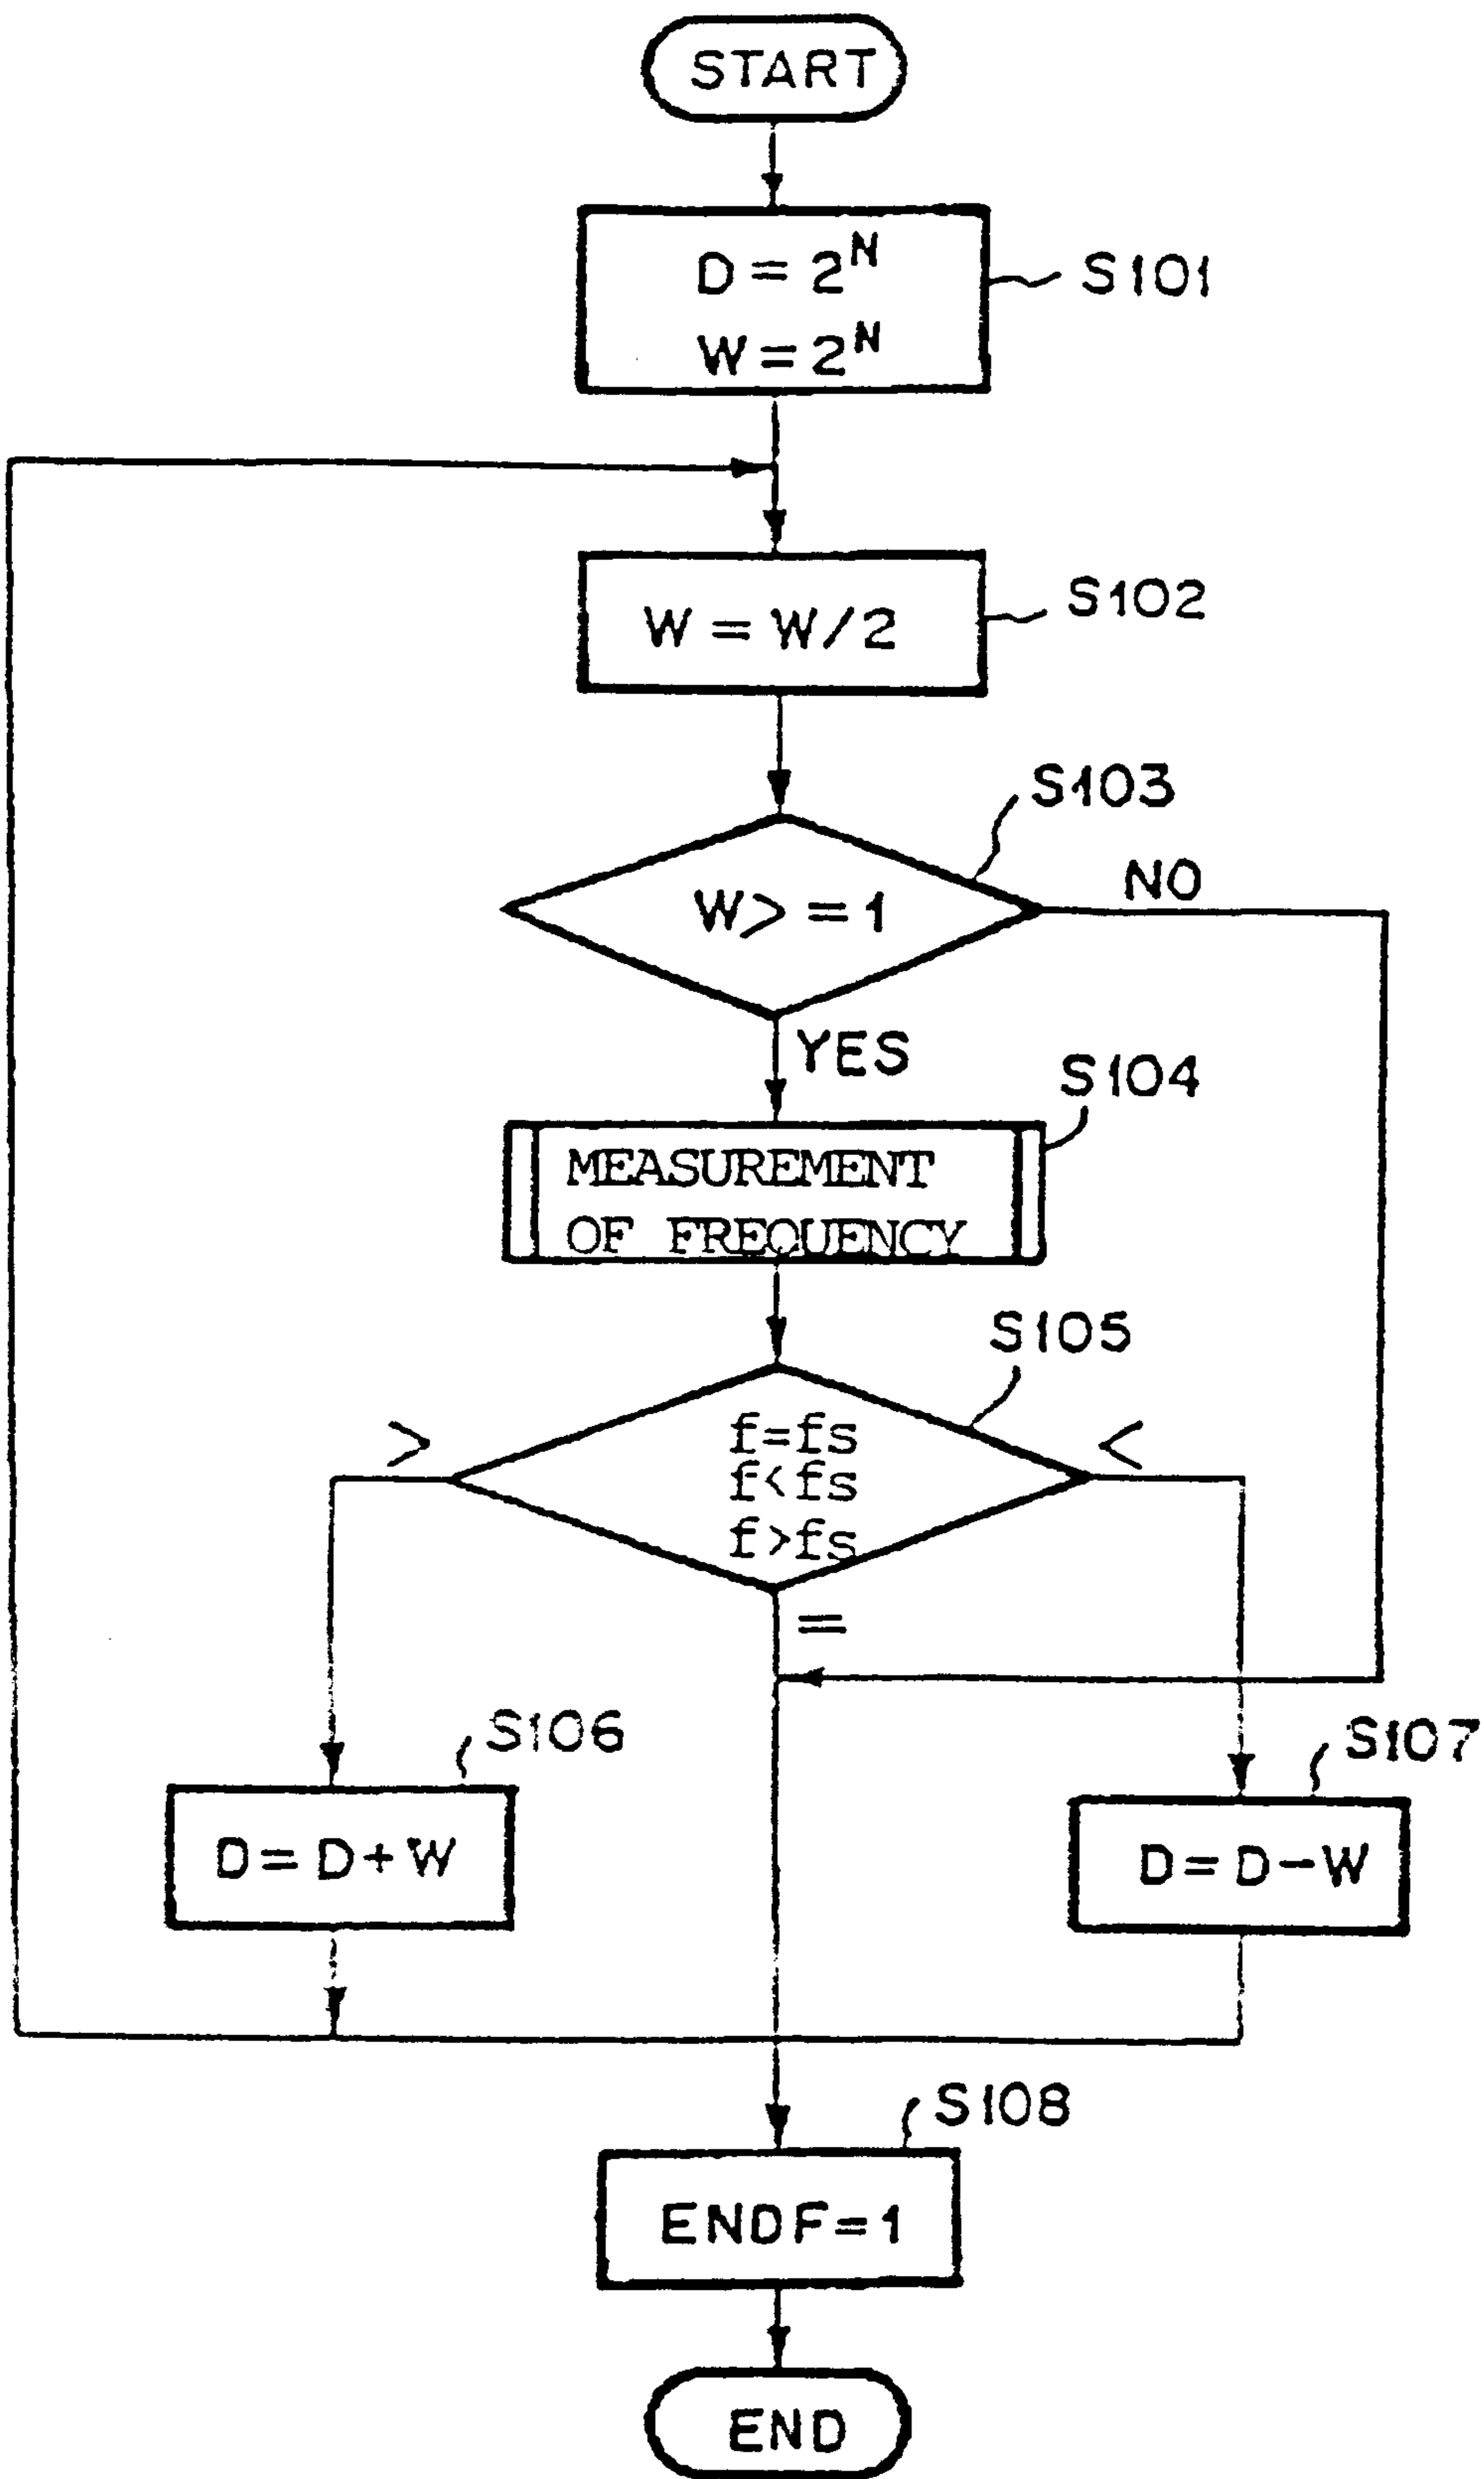 START
D = 2^N
W = 2^N
S101
W = W/2
S102
S103
W> = 1
NO
YES
S104
MEASUREMENT
OF FREQUENCY
S105
>
f=fs
f<fs
f>fs
<
=
S106
D = D + W
S107
D = D - W
S108
ENDF = 1
END